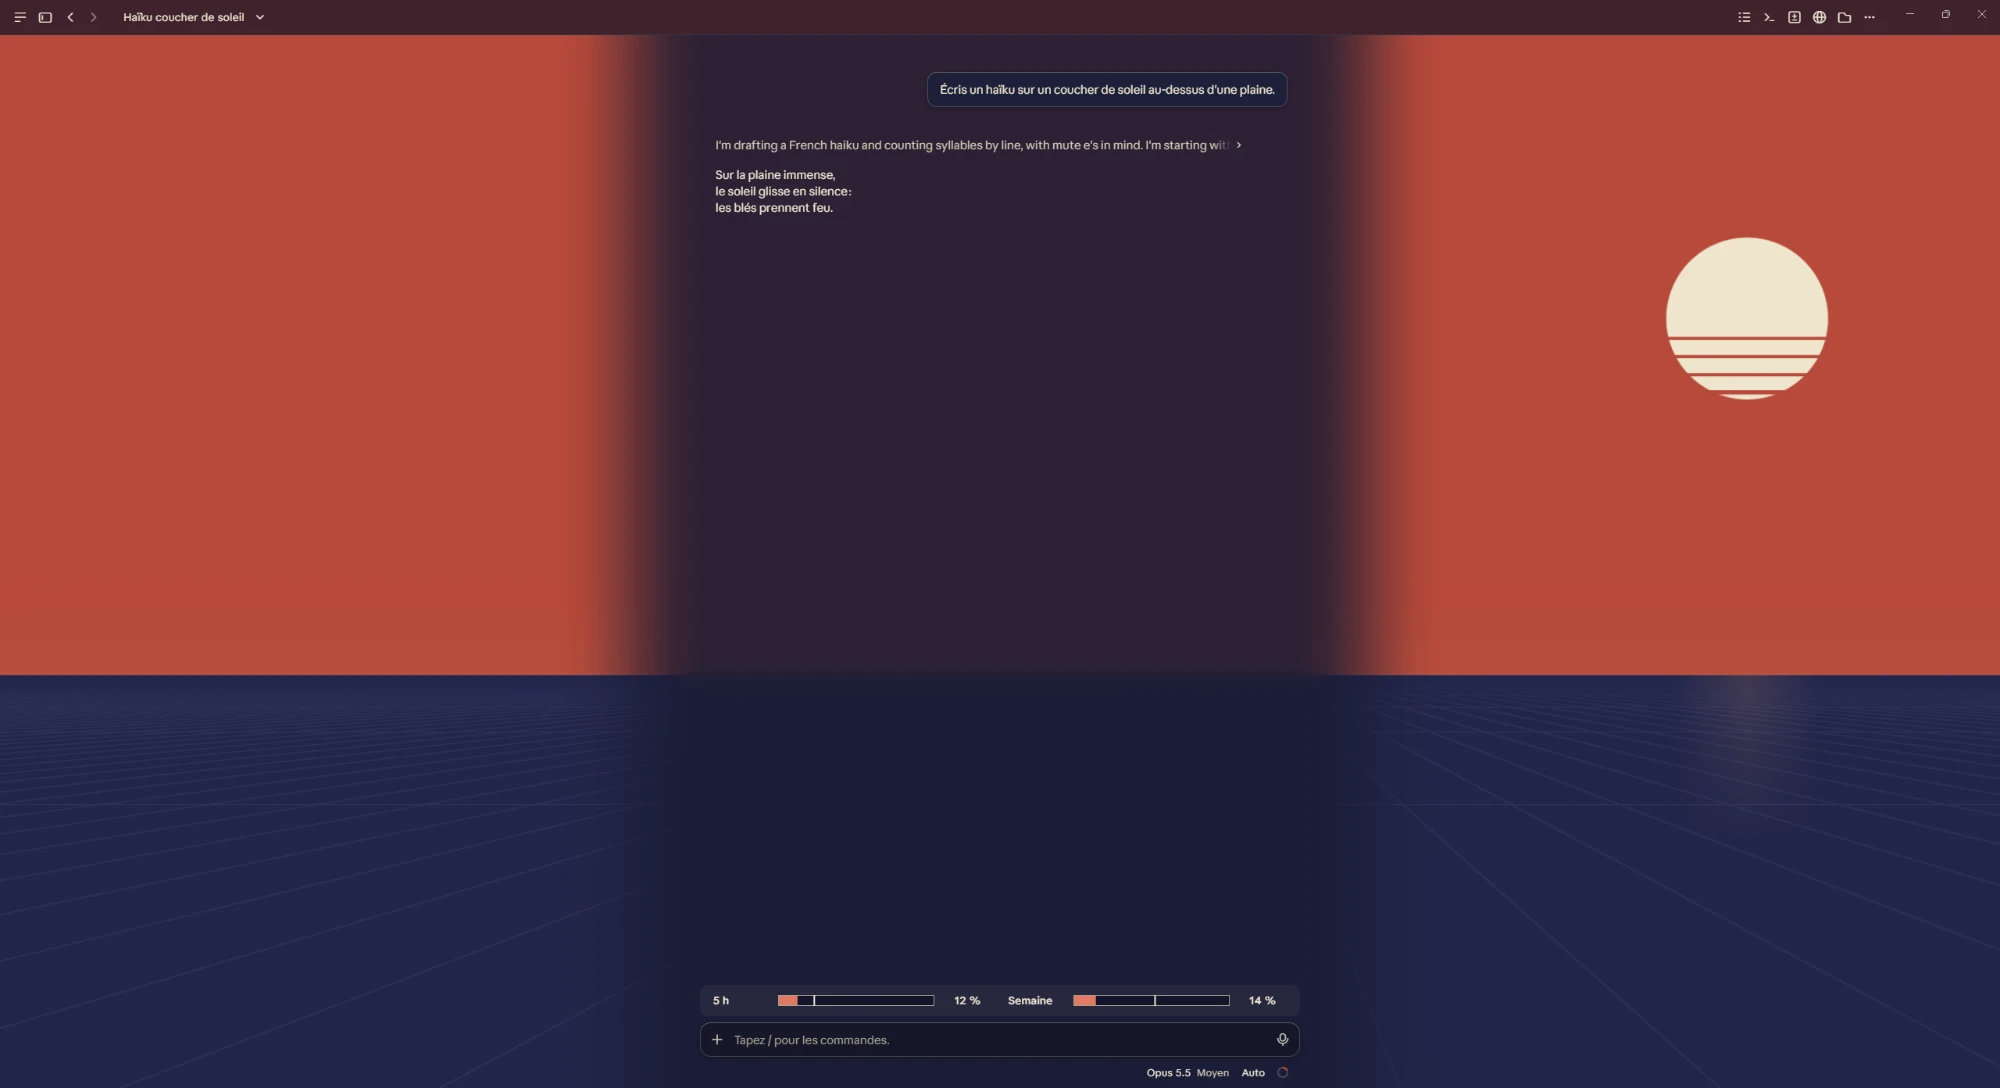 Haïku coucher de soleil
Écris un haïku sur un coucher de soleil au-dessus d'une plaine.
I'm drafting a French haiku and counting syllables by line, with mute e's in mind. I'm starting wit
Sur la plaine immense,
le soleil glisse en silence :
les blés prennent feu.
5 h 12 % Semaine 14 %
Tapez / pour les commandes.
Opus 5.5 Moyen Auto